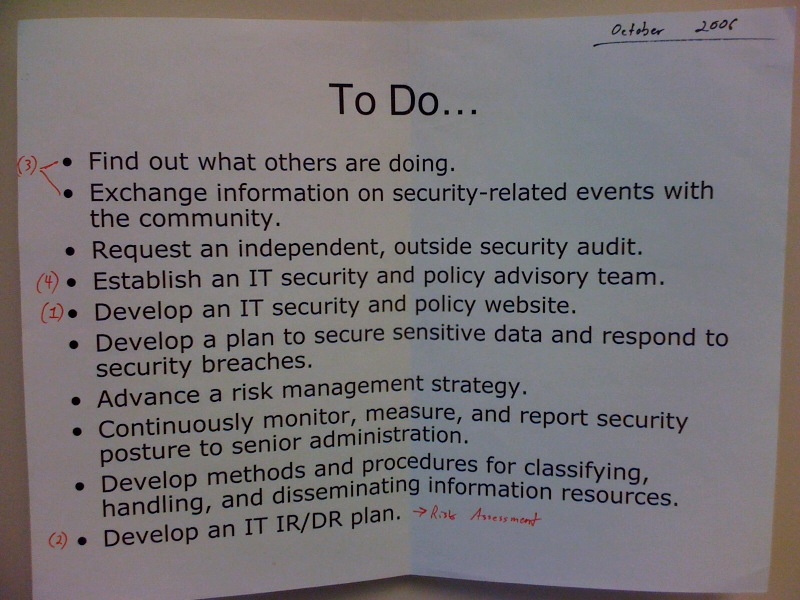 October 2006
To Do...
(3) • Find out what others are doing.
• Exchange information on security-related events with
the community.
• Request an independent, outside security audit.
(4) • Establish an IT security and policy advisory team.
(1) • Develop an IT security and policy website.
• Develop a plan to secure sensitive data and respond to
security breaches.
• Advance a risk management strategy.
• Continuously monitor, measure, and report security
posture to senior administration.
• Develop methods and procedures for classifying,
handling, and disseminating information resources.
(2) • Develop an IT IR/DR plan. → Risk Assessment